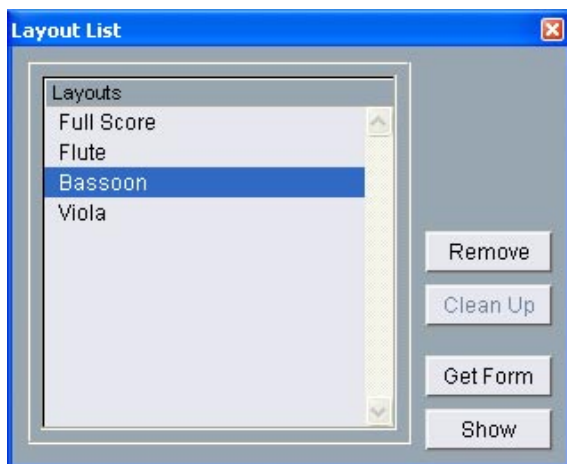 Layout List
Layouts
Full Score
Flute
Bassoon
Viola
Remove
Clean Up
Get Form
Show